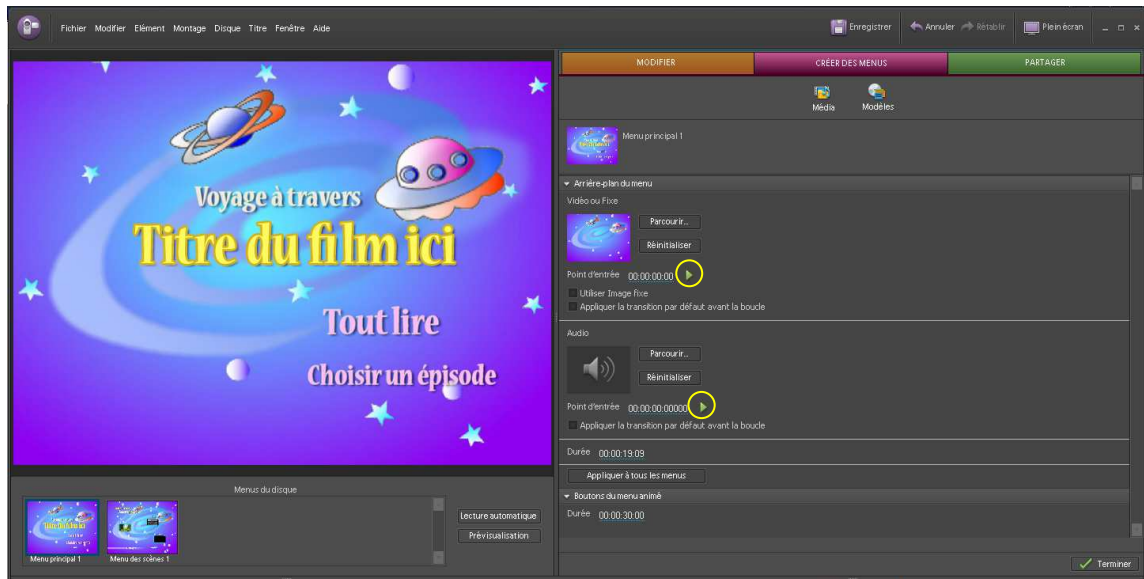 Fichier Modifier Elément Montage Disque Titre Fenêtre Aide
Enregistrer Annuler Rétablir Plein écran
MODIFIER CRÉER DES MENUS PARTAGER
Média Modèles
Menu principal 1
Arrière-plan du menu
Vidéo ou Fixe
Parcourir...
Réinitialiser
Point d'entrée 00:00:00:00
Utiliser Image fixe
Appliquer la transition par défaut avant la boucle
Audio
Parcourir...
Réinitialiser
Point d'entrée 00:00:00:00000
Appliquer la transition par défaut avant la boucle
Durée 00:00:19:09
Appliquer à tous les menus
Boutons du menu animé
Durée 00:00:30:00
Terminer
Voyage à travers
Titre du film ici
Tout lire
Choisir un épisode
Menus du disque
Lecture automatique
Prévisualisation
Menu principal 1 Menu des scènes 1